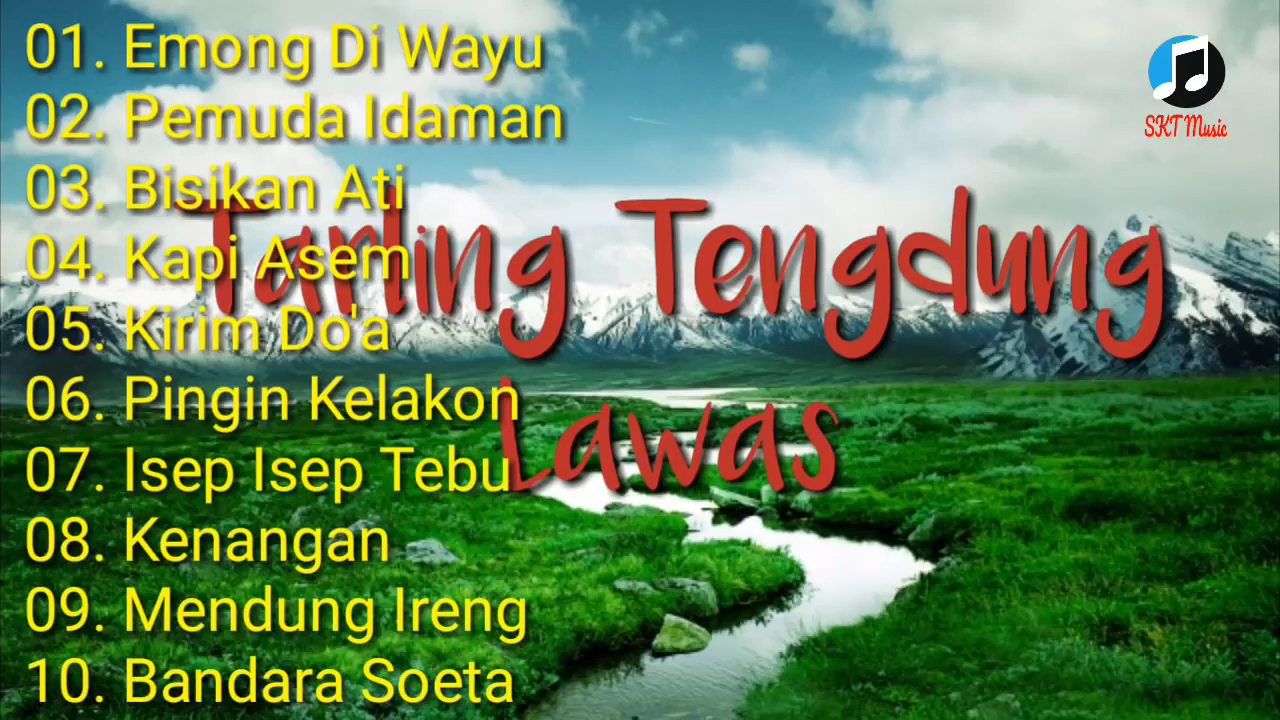 01. Emong Di Wayu
02. Pemuda Idaman
03. Bisikan Ati
04. Kapi Asem
05. Kirim Do'a
06. Pingin Kelakon
07. Isep Isep Tebu
08. Kenangan
09. Mendung Ireng
10. Bandara Soeta
Tarling Tengdung
Lawas
SKT Music